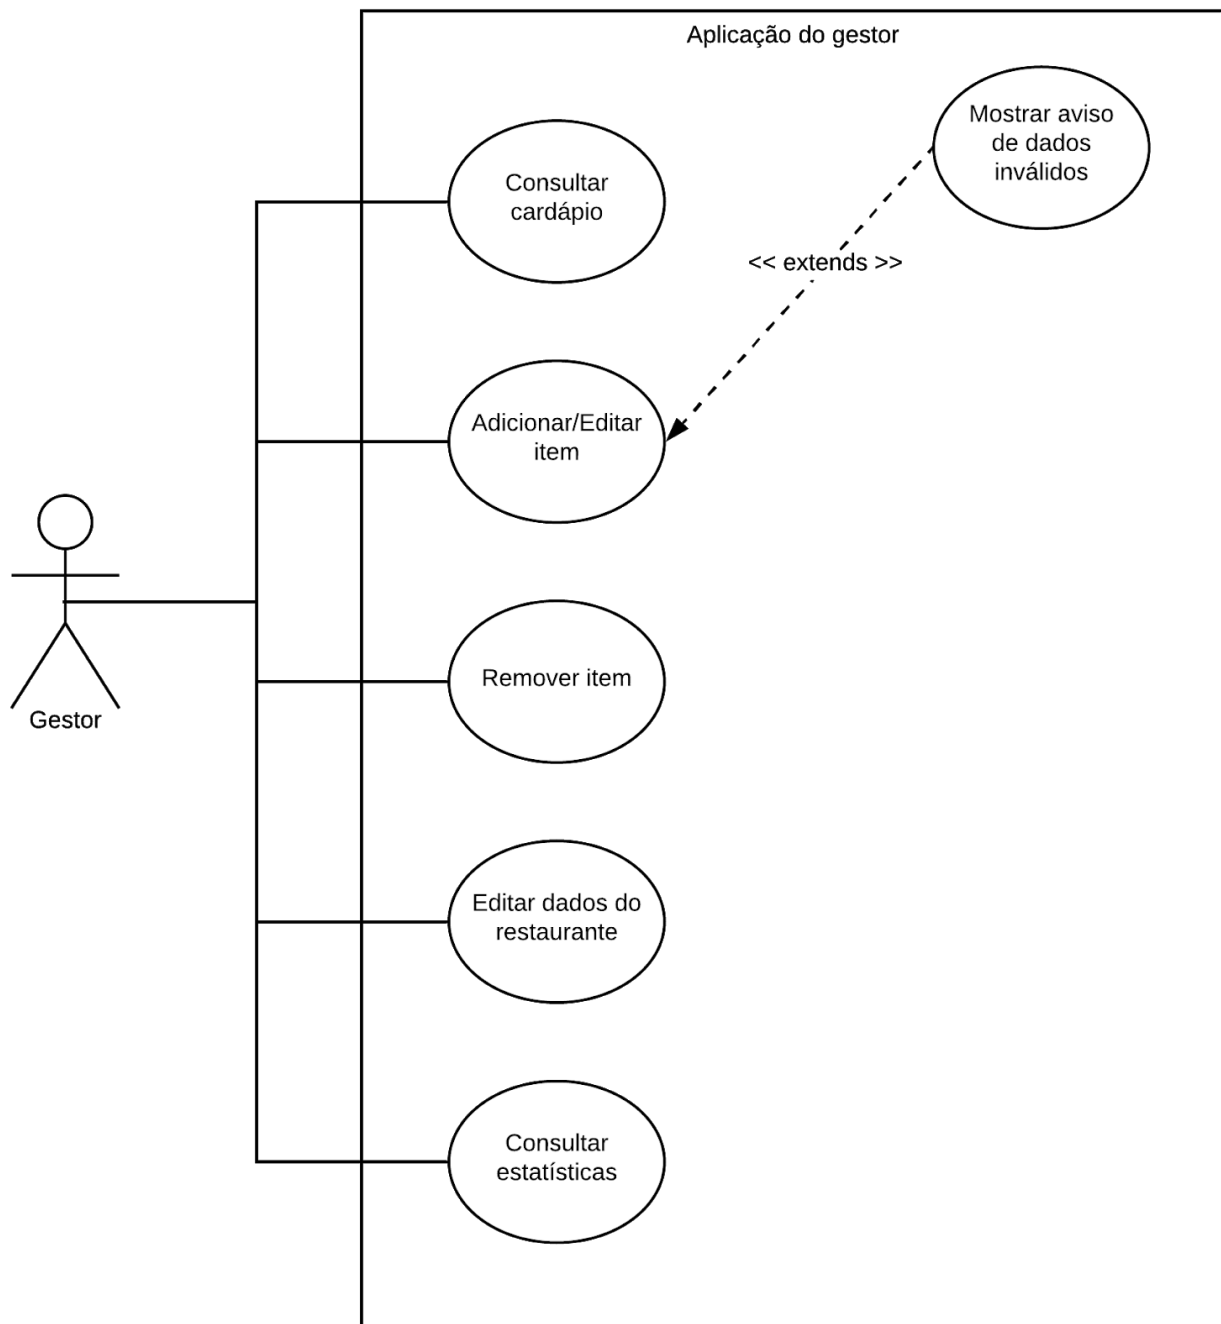 Aplicação do gestor
Mostrar aviso
de dados
inválidos
Consultar
cardápio
<< extends >>
Adicionar/Editar
item
Remover item
Gestor
Editar dados do
restaurante
Consultar
estatísticas